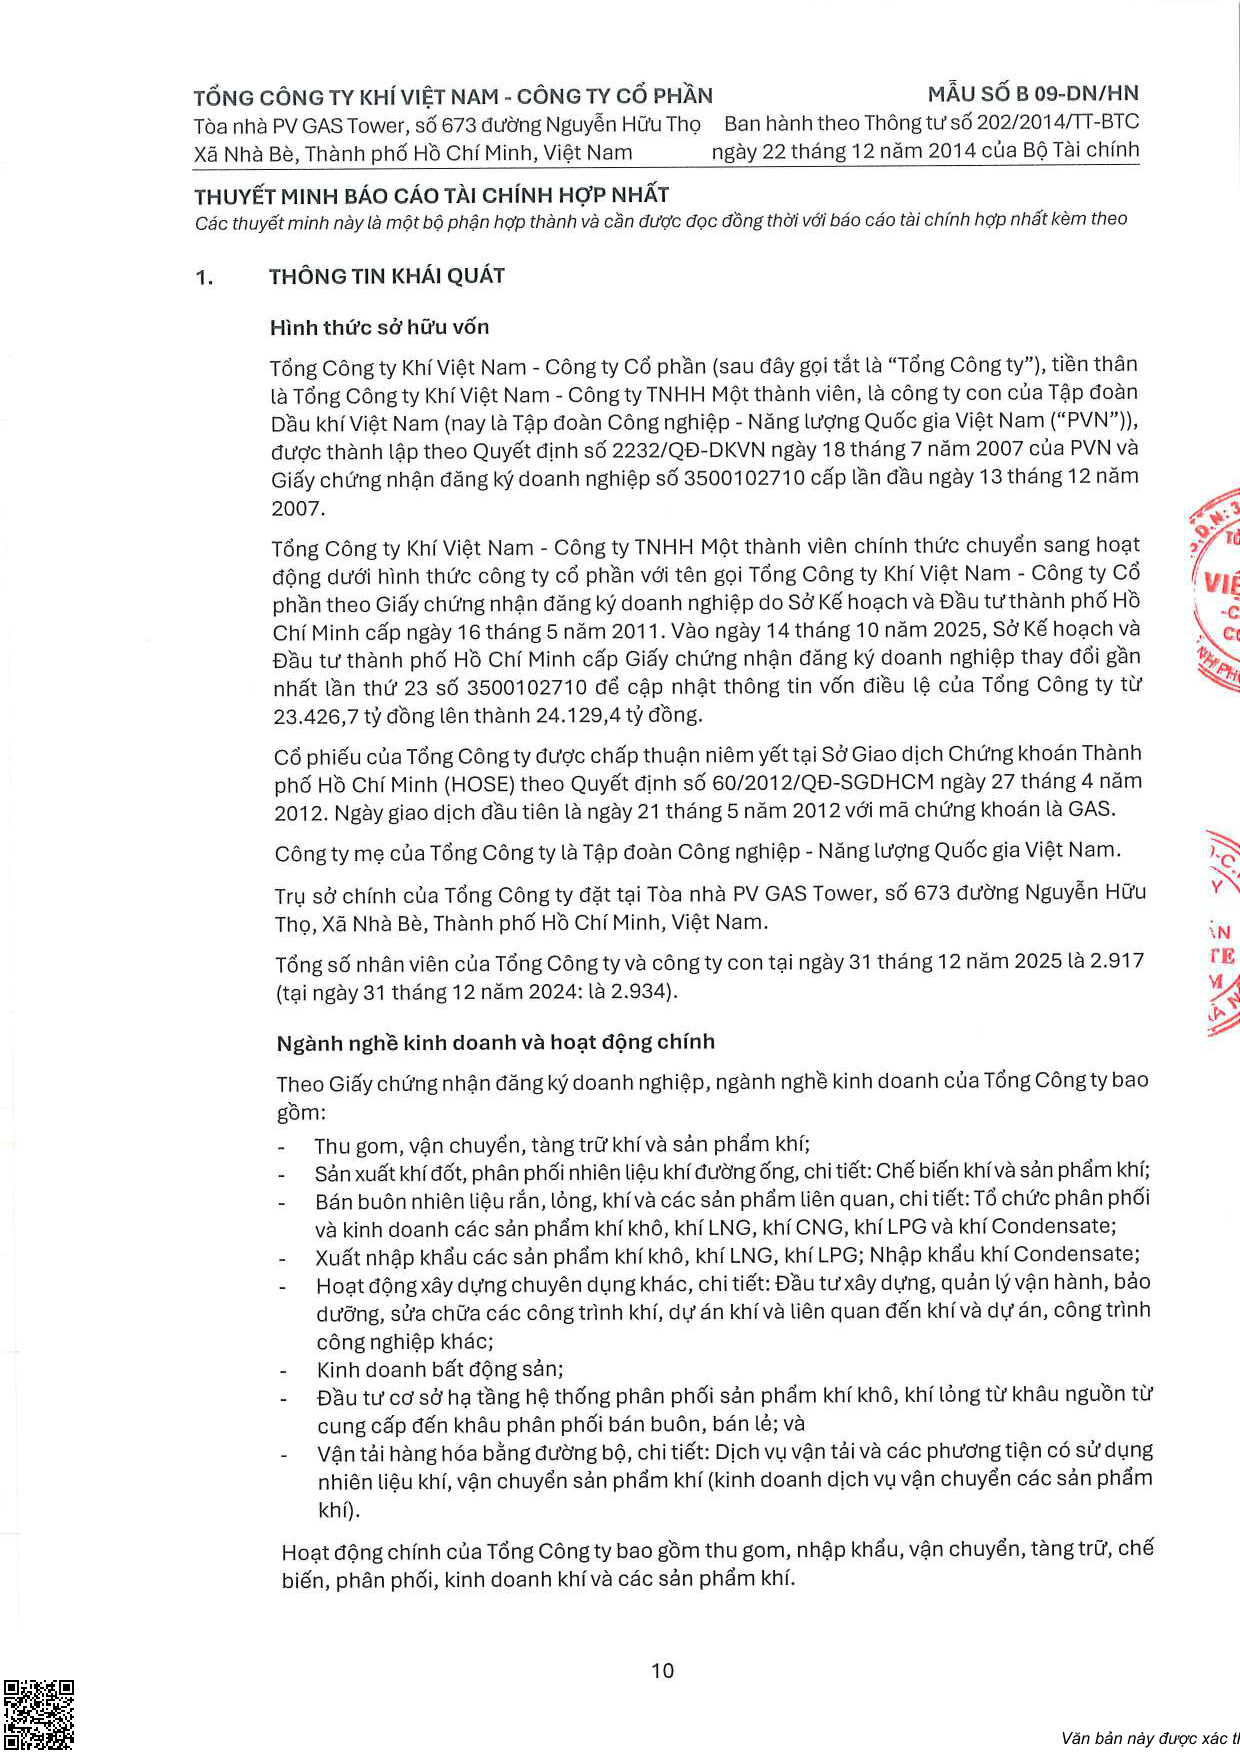 TỔNG CÔNG TY KHÍ VIỆT NAM - CÔNG TY CỔ PHẦN MẪU SỐ B 09-DN/HN
Tòa nhà PV GAS Tower, số 673 đường Nguyễn Hữu Thọ Ban hành theo Thông tư số 202/2014/TT-BTC
Xã Nhà Bè, Thành phố Hồ Chí Minh, Việt Nam ngày 22 tháng 12 năm 2014 của Bộ Tài chính
THUYẾT MINH BÁO CÁO TÀI CHÍNH HỢP NHẤT
Các thuyết minh này là một bộ phận hợp thành và cần được đọc đồng thời với báo cáo tài chính hợp nhất kèm theo
1. THÔNG TIN KHÁI QUÁT
Hình thức sở hữu vốn
Tổng Công ty Khí Việt Nam - Công ty Cổ phần (sau đây gọi tắt là “Tổng Công ty”), tiền thân
là Tổng Công ty Khí Việt Nam - Công ty TNHH Một thành viên, là công ty con của Tập đoàn
Dầu khí Việt Nam (nay là Tập đoàn Công nghiệp - Năng lượng Quốc gia Việt Nam (“PVN”)),
được thành lập theo Quyết định số 2232/QĐ-DKVN ngày 18 tháng 7 năm 2007 của PVN và
Giấy chứng nhận đăng ký doanh nghiệp số 3500102710 cấp lần đầu ngày 13 tháng 12 năm
2007.
Tổng Công ty Khí Việt Nam - Công ty TNHH Một thành viên chính thức chuyển sang hoạt
động dưới hình thức công ty cổ phần với tên gọi Tổng Công ty Khí Việt Nam - Công ty Cổ
phần theo Giấy chứng nhận đăng ký doanh nghiệp do Sở Kế hoạch và Đầu tư thành phố Hồ
Chí Minh cấp ngày 16 tháng 5 năm 2011. Vào ngày 14 tháng 10 năm 2025, Sở Kế hoạch và
Đầu tư thành phố Hồ Chí Minh cấp Giấy chứng nhận đăng ký doanh nghiệp thay đổi gần
nhất lần thứ 23 số 3500102710 để cập nhật thông tin vốn điều lệ của Tổng Công ty từ
23.426,7 tỷ đồng lên thành 24.129,4 tỷ đồng.
Cổ phiếu của Tổng Công ty được chấp thuận niêm yết tại Sở Giao dịch Chứng khoán Thành
phố Hồ Chí Minh (HOSE) theo Quyết định số 60/2012/QĐ-SGDHCM ngày 27 tháng 4 năm
2012. Ngày giao dịch đầu tiên là ngày 21 tháng 5 năm 2012 với mã chứng khoán là GAS.
Công ty mẹ của Tổng Công ty là Tập đoàn Công nghiệp - Năng lượng Quốc gia Việt Nam.
Trụ sở chính của Tổng Công ty đặt tại Tòa nhà PV GAS Tower, số 673 đường Nguyễn Hữu
Thọ, Xã Nhà Bè, Thành phố Hồ Chí Minh, Việt Nam.
Tổng số nhân viên của Tổng Công ty và công ty con tại ngày 31 tháng 12 năm 2025 là 2.917
(tại ngày 31 tháng 12 năm 2024: là 2.934).
Ngành nghề kinh doanh và hoạt động chính
Theo Giấy chứng nhận đăng ký doanh nghiệp, ngành nghề kinh doanh của Tổng Công ty bao
gồm:
- Thu gom, vận chuyển, tàng trữ khí và sản phẩm khí;
- Sản xuất khí đốt, phân phối nhiên liệu khí đường ống, chi tiết: Chế biến khí và sản phẩm khí;
- Bán buôn nhiên liệu rắn, lỏng, khí và các sản phẩm liên quan, chi tiết: Tổ chức phân phối
và kinh doanh các sản phẩm khí khô, khí LNG, khí CNG, khí LPG và khí Condensate;
- Xuất nhập khẩu các sản phẩm khí khô, khí LNG, khí LPG; Nhập khẩu khí Condensate;
- Hoạt động xây dựng chuyên dụng khác, chi tiết: Đầu tư xây dựng, quản lý vận hành, bảo
dưỡng, sửa chữa các công trình khí, dự án khí và liên quan đến khí và dự án, công trình
công nghiệp khác;
- Kinh doanh bất động sản;
- Đầu tư cơ sở hạ tầng hệ thống phân phối sản phẩm khí khô, khí lỏng từ khâu nguồn từ
cung cấp đến khâu phân phối bán buôn, bán lẻ; và
- Vận tải hàng hóa bằng đường bộ, chi tiết: Dịch vụ vận tải và các phương tiện có sử dụng
nhiên liệu khí, vận chuyển sản phẩm khí (kinh doanh dịch vụ vận chuyển các sản phẩm
khí).
Hoạt động chính của Tổng Công ty bao gồm thu gom, nhập khẩu, vận chuyển, tàng trữ, chế
biến, phân phối, kinh doanh khí và các sản phẩm khí.
10
Văn bản này được xác